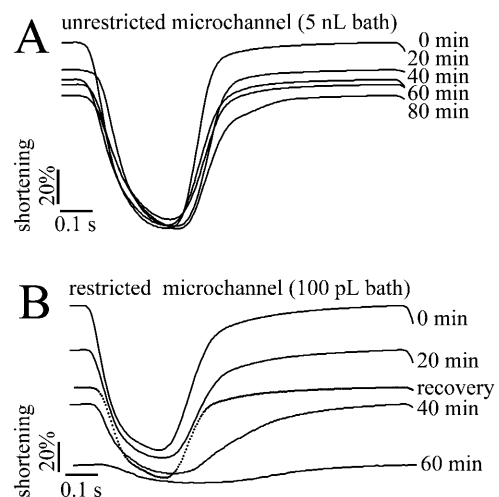 A
unrestricted microchannel (5 nL bath)
0 min
20 min
40 min
60 min
80 min
shortening
20%
0.1 s
B
restricted microchannel (100 pL bath)
0 min
20 min
recovery
40 min
60 min
shortening
20%
0.1 s